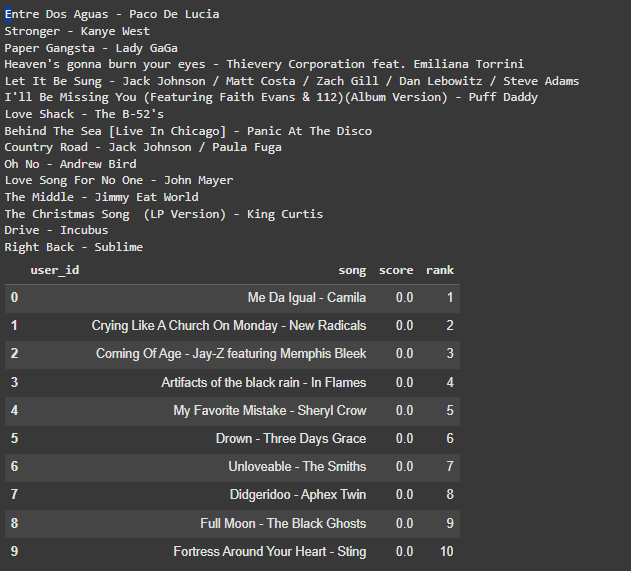 Entre Dos Aguas - Paco De Lucia
Stronger - Kanye West
Paper Gangsta - Lady GaGa
Heaven's gonna burn your eyes - Thievery Corporation feat. Emiliana Torrini
Let It Be Sung - Jack Johnson / Matt Costa / Zach Gill / Dan Lebowitz / Steve Adams
I'll Be Missing You (Featuring Faith Evans & 112)(Album Version) - Puff Daddy
Love Shack - The B-52's
Behind The Sea [Live In Chicago] - Panic At The Disco
Country Road - Jack Johnson / Paula Fuga
Oh No - Andrew Bird
Love Song For No One - John Mayer
The Middle - Jimmy Eat World
The Christmas Song  (LP Version) - King Curtis
Drive - Incubus
Right Back - Sublime
user_id song score rank
0 Me Da Igual - Camila 0.0 1
1 Crying Like A Church On Monday - New Radicals 0.0 2
2 Coming Of Age - Jay-Z featuring Memphis Bleek 0.0 3
3 Artifacts of the black rain - In Flames 0.0 4
4 My Favorite Mistake - Sheryl Crow 0.0 5
5 Drown - Three Days Grace 0.0 6
6 Unloveable - The Smiths 0.0 7
7 Didgeridoo - Aphex Twin 0.0 8
8 Full Moon - The Black Ghosts 0.0 9
9 Fortress Around Your Heart - Sting 0.0 10